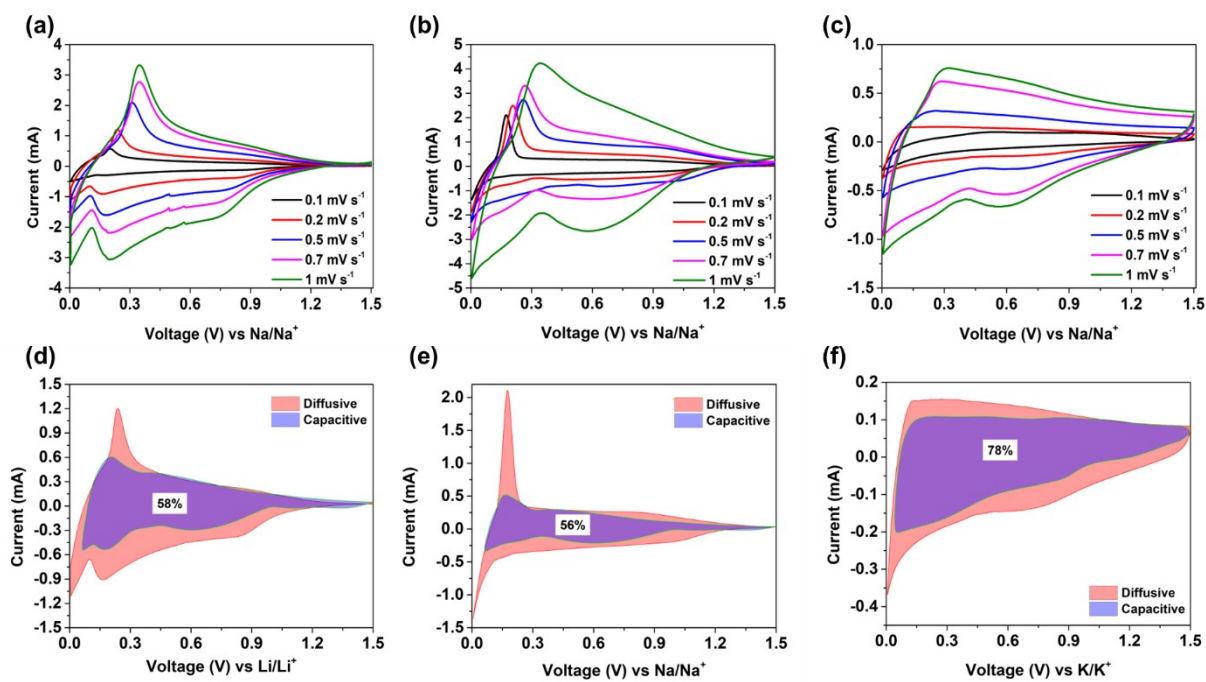 (a)
4
3
2
1
0
-1
-2
-3
-4
0.0 0.3 0.6 0.9 1.2 1.5
Current (mA)
Voltage (V) vs Na/Na⁺
0.1 mV s⁻¹
0.2 mV s⁻¹
0.5 mV s⁻¹
0.7 mV s⁻¹
1 mV s⁻¹
(b)
5
4
3
2
1
0
-1
-2
-3
-4
-5
0.0 0.3 0.6 0.9 1.2 1.5
Current (mA)
Voltage (V) vs Na/Na⁺
0.1 mV s⁻¹
0.2 mV s⁻¹
0.5 mV s⁻¹
0.7 mV s⁻¹
1 mV s⁻¹
(c)
1.0
0.5
0.0
-0.5
-1.0
-1.5
0.0 0.3 0.6 0.9 1.2 1.5
Current (mA)
Voltage (V) vs Na/Na⁺
0.1 mV s⁻¹
0.2 mV s⁻¹
0.5 mV s⁻¹
0.7 mV s⁻¹
1 mV s⁻¹
(d)
1.5
1.2
0.9
0.6
0.3
0.0
-0.3
-0.6
-0.9
-1.2
-1.5
0.0 0.3 0.6 0.9 1.2 1.5
Current (mA)
Voltage (V) vs Li/Li⁺
Diffusive
Capacitive
58%
(e)
2.0
1.5
1.0
0.5
0.0
-0.5
-1.0
-1.5
0.0 0.3 0.6 0.9 1.2 1.5
Current (mA)
Voltage (V) vs Na/Na⁺
Diffusive
Capacitive
56%
(f)
0.2
0.1
0.0
-0.1
-0.2
-0.3
-0.4
0.0 0.3 0.6 0.9 1.2 1.5
Current (mA)
Voltage (V) vs K/K⁺
78%
Diffusive
Capacitive